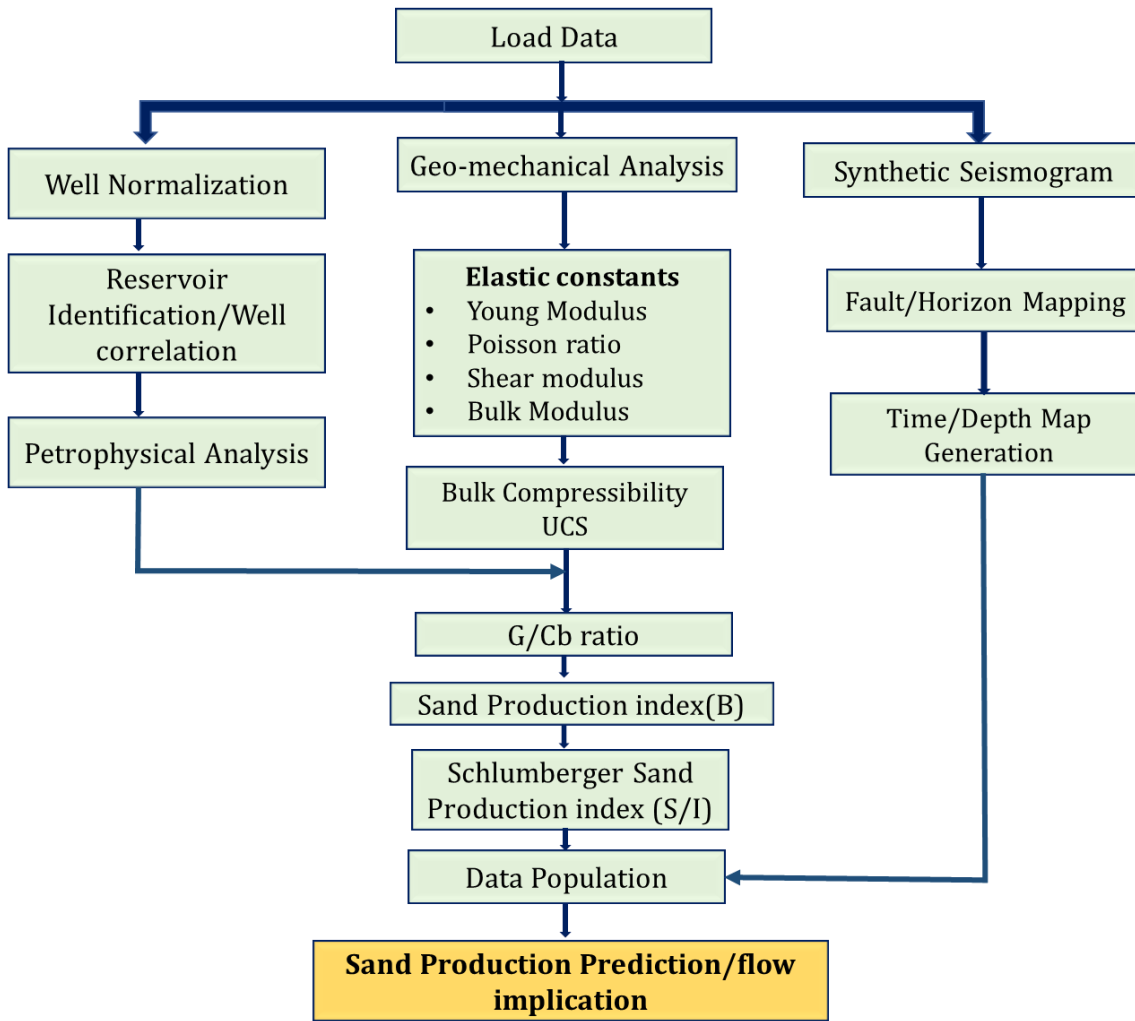 Load Data
Well Normalization
Reservoir
Identification/Well
correlation
Petrophysical Analysis
Geo-mechanical Analysis
Elastic constants
• Young Modulus
• Poisson ratio
• Shear modulus
• Bulk Modulus
Bulk Compressibility
UCS
Synthetic Seismogram
Fault/Horizon Mapping
Time/Depth Map
Generation
G/Cb ratio
Sand Production index(B)
Schlumberger Sand
Production index (S/I)
Data Population
Sand Production Prediction/flow
implication